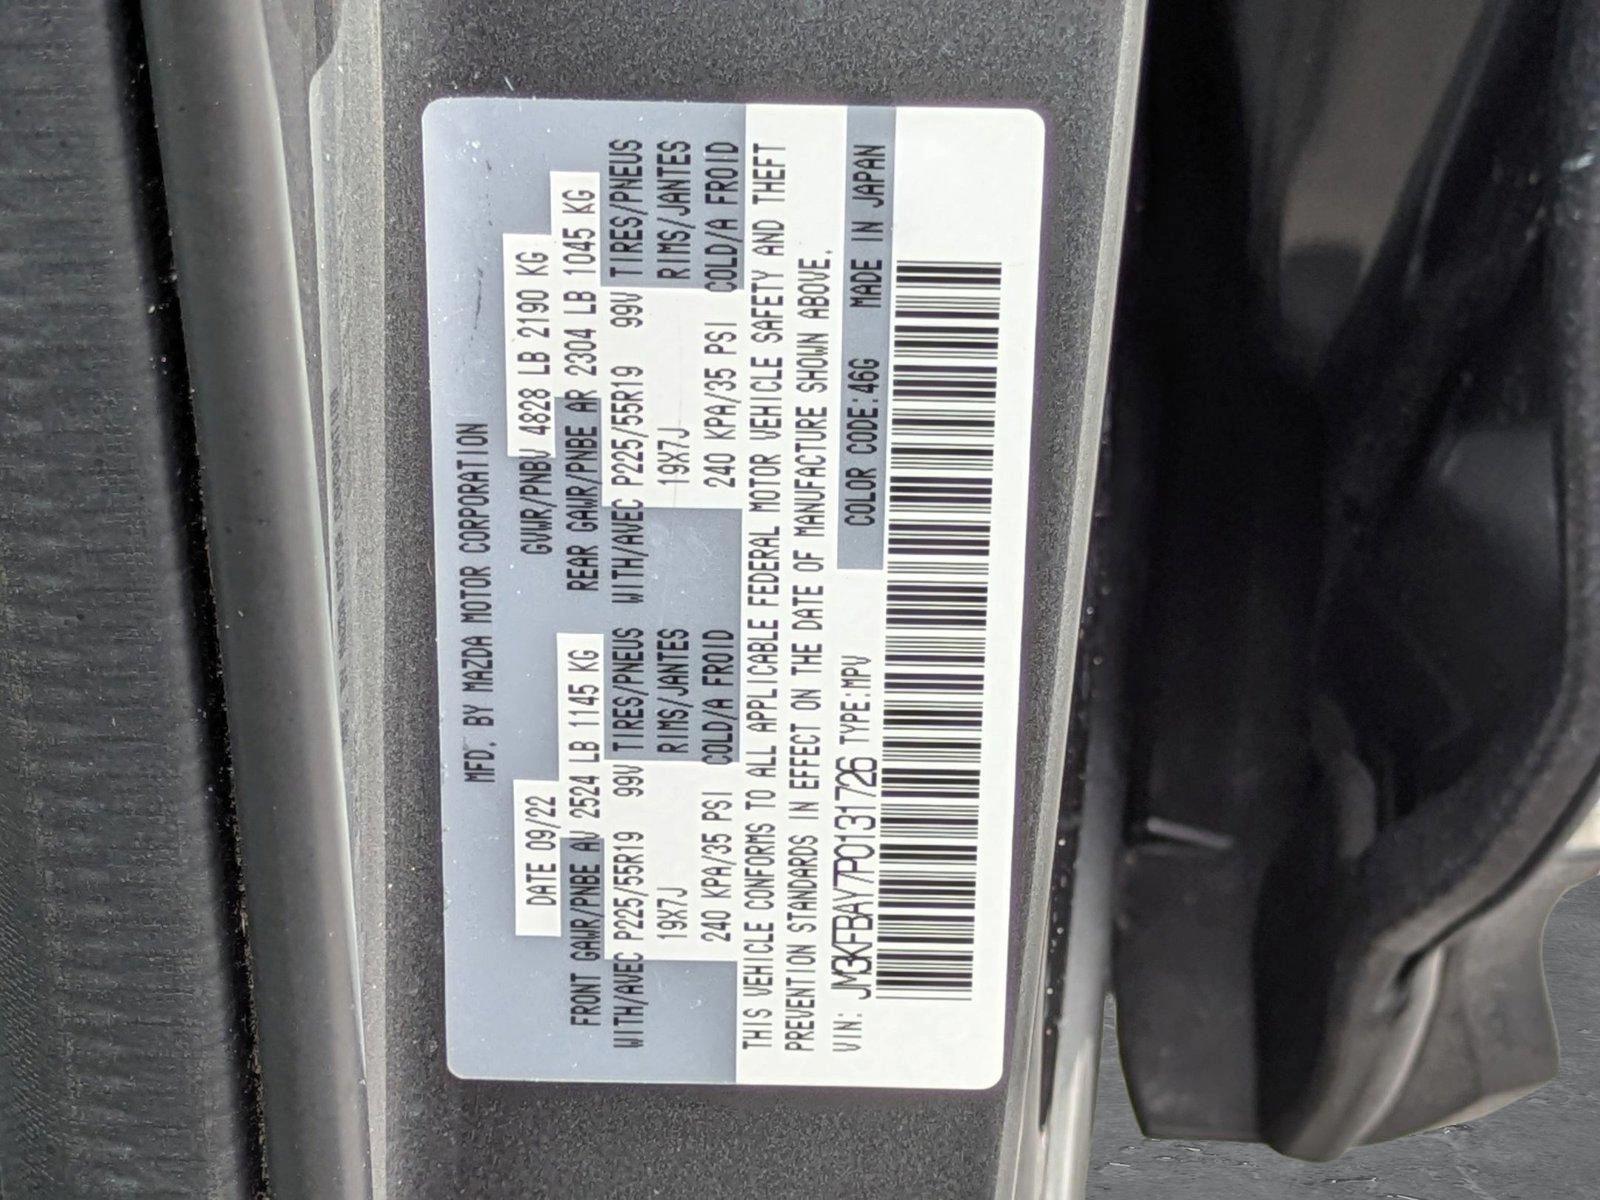 MFD. BY MAZDA MOTOR CORPORATION
DATE 09/22 GVWR/PNBV 4828 LB 2190 KG
FRONT GAWR/PNBE AV 2524 LB 1145 KG REAR GAWR/PNBE AR 2304 LB 1045 KG
WITH/AVEC P225/55R19 99V TIRES/PNEUS WITH/AVEC P225/55R19 99V TIRES/PNEUS
19X7J RIMS/JANTES 19X7J RIMS/JANTES
240 KPA/35 PSI COLD/A FROID 240 KPA/35 PSI COLD/A FROID
THIS VEHICLE CONFORMS TO ALL APPLICABLE FEDERAL MOTOR VEHICLE SAFETY AND THEFT
PREVENTION STANDARDS IN EFFECT ON THE DATE OF MANUFACTURE SHOWN ABOVE.
VIN: JM3KFBAY7P0131726 TYPE:MPV COLOR CODE:46G MADE IN JAPAN